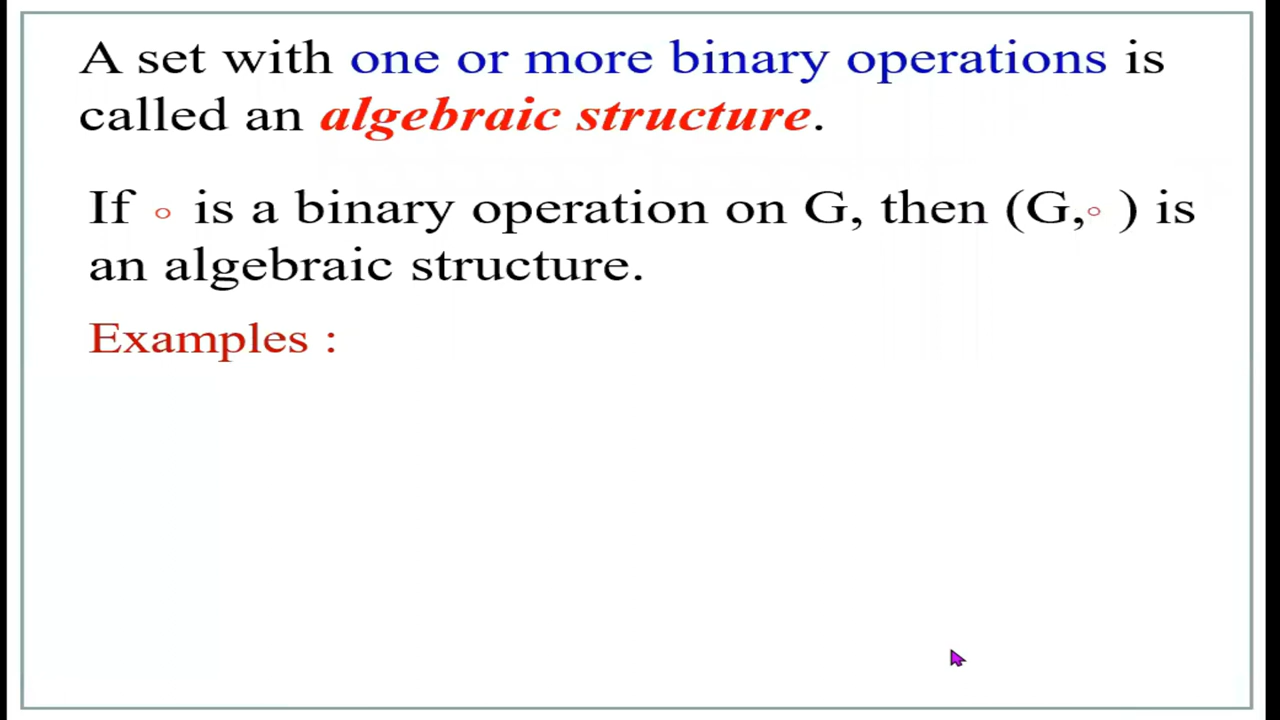 A set with one or more binary operations is
called an algebraic structure.
If ∘ is a binary operation on G, then (G,∘ ) is
an algebraic structure.
Examples :